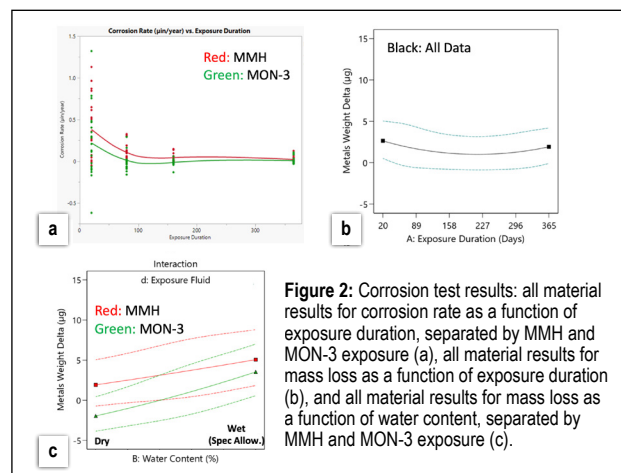 Corrosion Rate (µin/year) vs. Exposure Duration
Red: MMH
Green: MON-3
1.5
1.0
0.5
0
Corrosion Rate (µin/year)
0
100
200
300
Exposure Duration
a
Black: All Data
15
10
5
0
-5
Metals Weight Delta (µg)
20
89
158
227
296
365
A: Exposure Duration (Days)
b
Interaction
d: Exposure Fluid
Red: MMH
Green: MON-3
15
10
5
0
-5
Metals Weight Delta (µg)
Dry
Wet
(Spec Allow.)
B: Water Content (%)
c
Figure 2: Corrosion test results: all material
results for corrosion rate as a function of
exposure duration, separated by MMH and
MON-3 exposure (a), all material results for
mass loss as a function of exposure duration
(b), and all material results for mass loss as
a function of water content, separated by
MMH and MON-3 exposure (c).